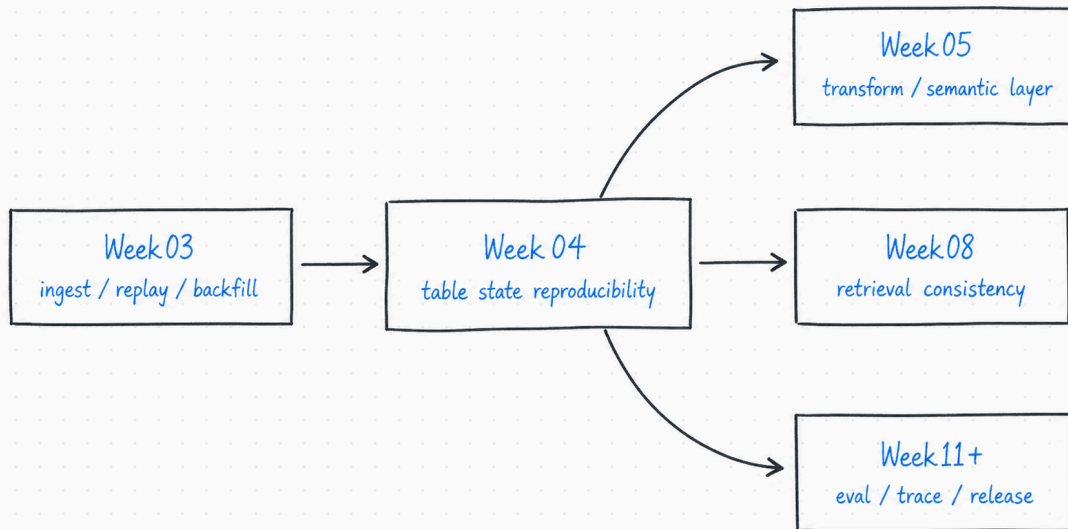 Week 05
transform / semantic layer
Week 03
ingest / replay / backfill
Week 04
table state reproducibility
Week 08
retrieval consistency
Week 11+
eval / trace / release